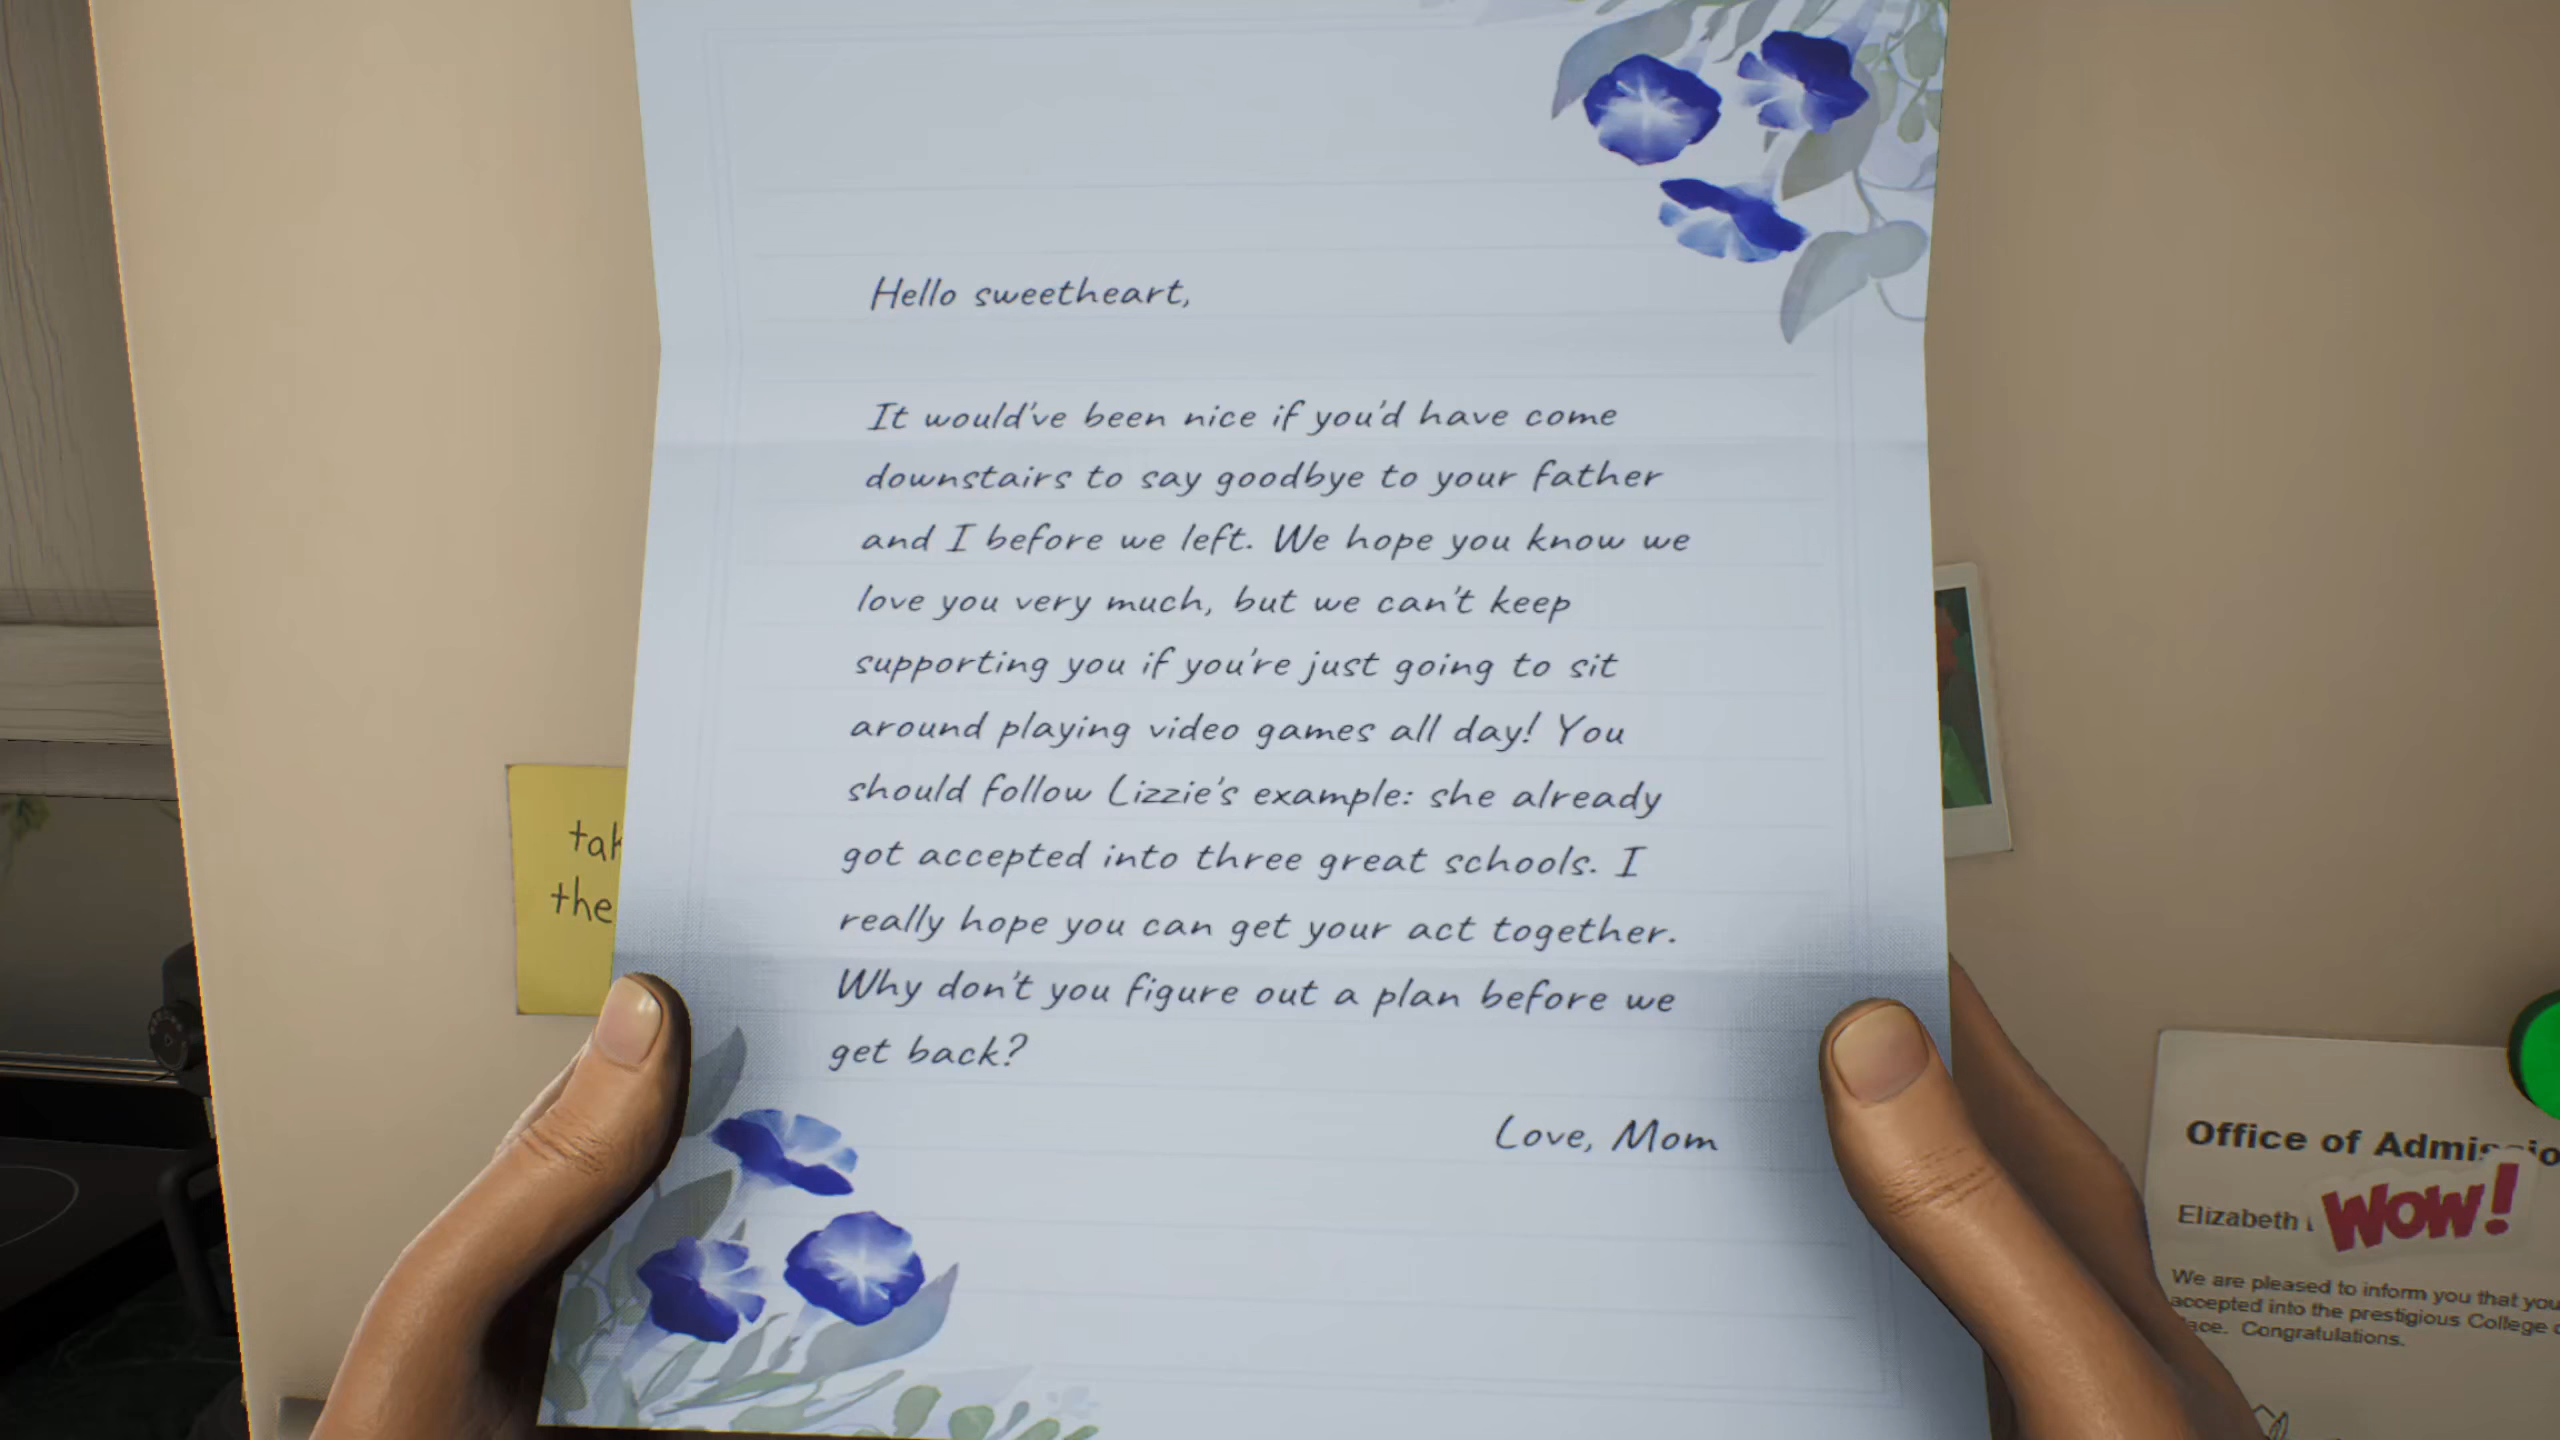 Hello sweetheart,
It would've been nice if you'd have come
downstairs to say goodbye to your father
and I before we left. We hope you know we
love you very much, but we can't keep
supporting you if you're just going to sit
around playing video games all day! You
should follow Lizzie's example: she already
got accepted into three great schools. I
really hope you can get your act together.
Why don't you figure out a plan before we
get back?
Love, Mom
the
Office of
Elizabeth
WOW!
We are pleased to inform you that you
accepted into the prestigious College
Congratulations.